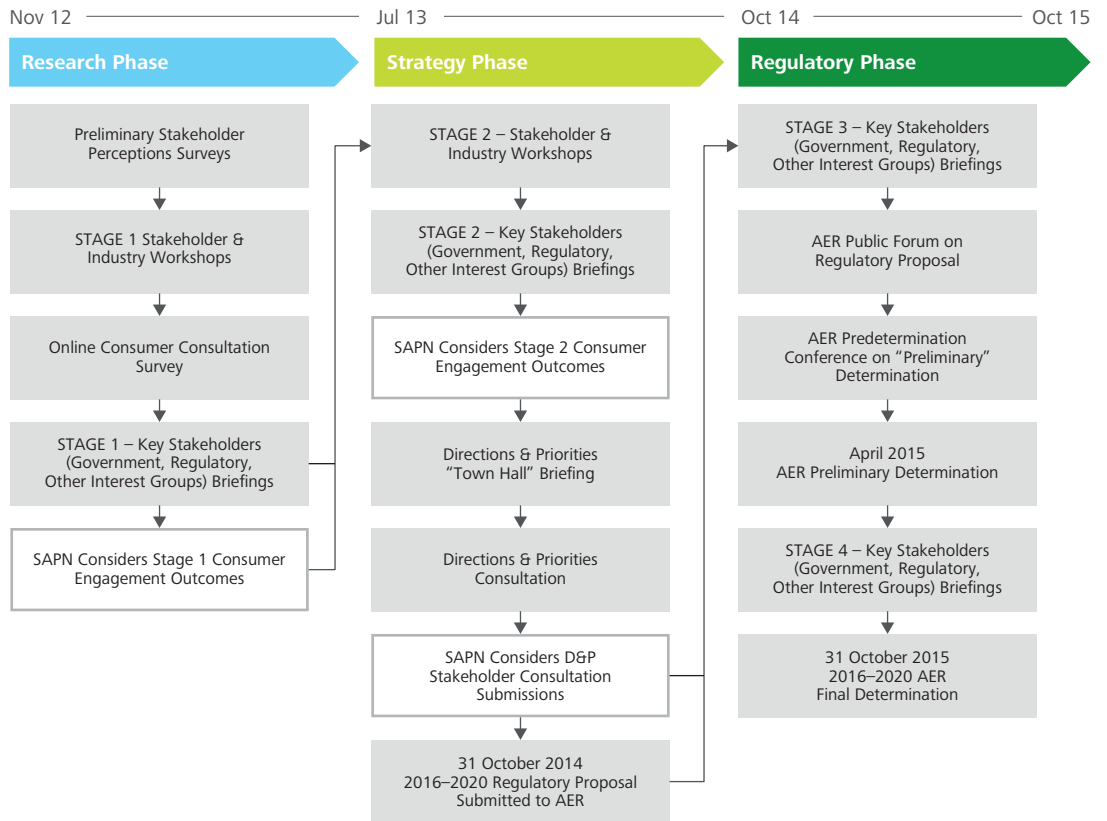 Nov 12
Jul 13
Oct 14
Oct 15
Research Phase
Strategy Phase
Regulatory Phase
Preliminary Stakeholder
Perceptions Surveys
STAGE 1 Stakeholder &
Industry Workshops
Online Consumer Consultation
Survey
STAGE 1 – Key Stakeholders
(Government, Regulatory,
Other Interest Groups) Briefings
SAPN Considers Stage 1 Consumer
Engagement Outcomes
STAGE 2 – Stakeholder &
Industry Workshops
STAGE 2 – Key Stakeholders
(Government, Regulatory,
Other Interest Groups) Briefings
SAPN Considers Stage 2 Consumer
Engagement Outcomes
Directions & Priorities
“Town Hall” Briefing
Directions & Priorities
Consultation
SAPN Considers D&P
Stakeholder Consultation
Submissions
31 October 2014
2016–2020 Regulatory Proposal
Submitted to AER
STAGE 3 – Key Stakeholders
(Government, Regulatory,
Other Interest Groups) Briefings
AER Public Forum on
Regulatory Proposal
AER Predetermination
Conference on “Preliminary”
Determination
April 2015
AER Preliminary Determination
STAGE 4 – Key Stakeholders
(Government, Regulatory,
Other Interest Groups) Briefings
31 October 2015
2016–2020 AER
Final Determination